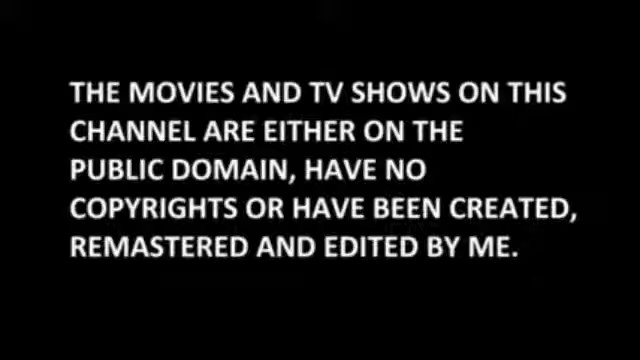 THE MOVIES AND TV SHOWS ON THIS
CHANNEL ARE EITHER ON THE
PUBLIC DOMAIN, HAVE NO
COPYRIGHTS OR HAVE BEEN CREATED,
REMASTERED AND EDITED BY ME.